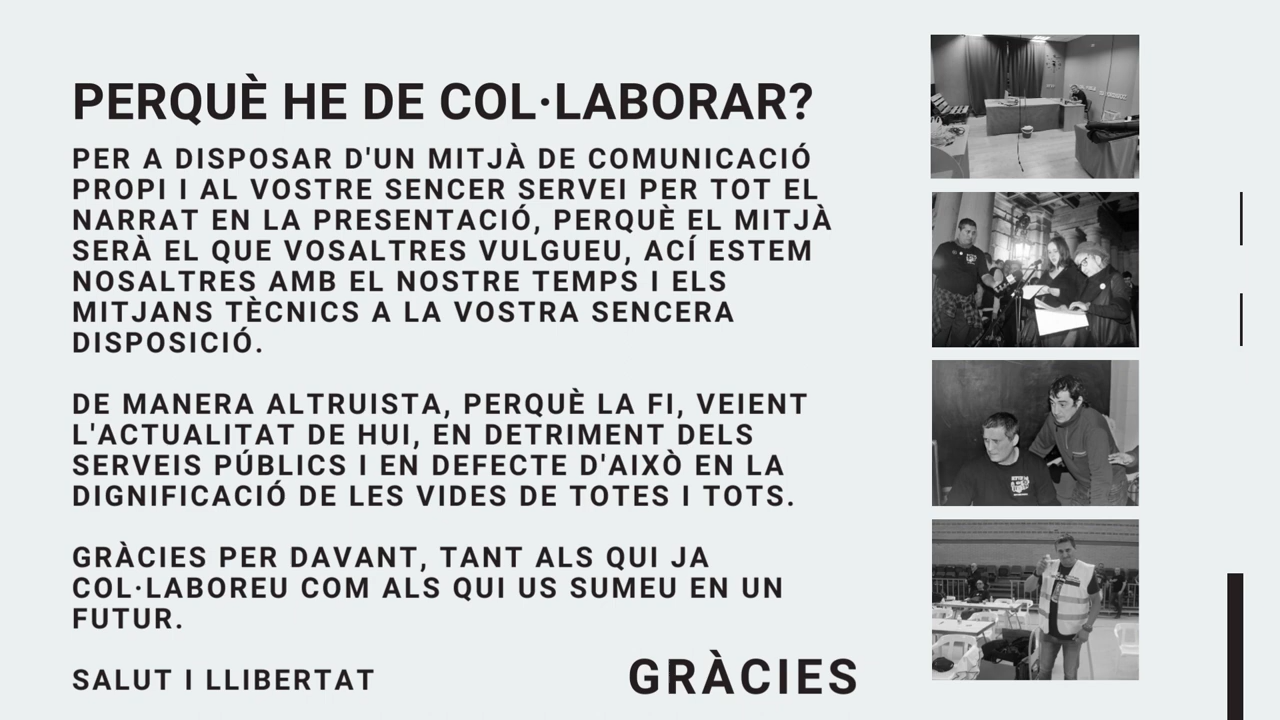 PERQUÈ HE DE COL·LABORAR?
PER A DISPOSAR D'UN MITJÀ DE COMUNICACIÓ
PROPI I AL VOSTRE SENCER SERVEI PER TOT EL
NARRAT EN LA PRESENTACIÓ, PERQUÈ EL MITJÀ
SERÀ EL QUE VOSALTRES VULGUEU, ACÍ ESTEM
NOSALTRES AMB EL NOSTRE TEMPS I ELS
MITJANS TÈCNICS A LA VOSTRA SENCERA
DISPOSICIÓ.
DE MANERA ALTRUISTA, PERQUÈ LA FI, VEIENT
L'ACTUALITAT DE HUI, EN DETRIMENT DELS
SERVEIS PÚBLICS I EN DEFECTE D'AIXÒ EN LA
DIGNIFICACIÓ DE LES VIDES DE TOTES I TOTS.
GRÀCIES PER DAVANT, TANT ALS QUI JA
COL·LABOREU COM ALS QUI US SUMEU EN UN
FUTUR.
SALUT I LLIBERTAT
GRÀCIES